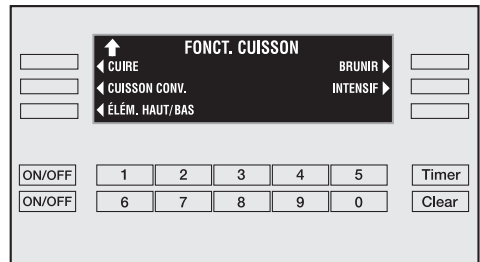 FONCT. CUISSON
CUIRE BRUNIR
CUISSON CONV. INTENSIF
ÉLÉM. HAUT/BAS
ON/OFF 1 2 3 4 5 Timer
ON/OFF 6 7 8 9 0 Clear